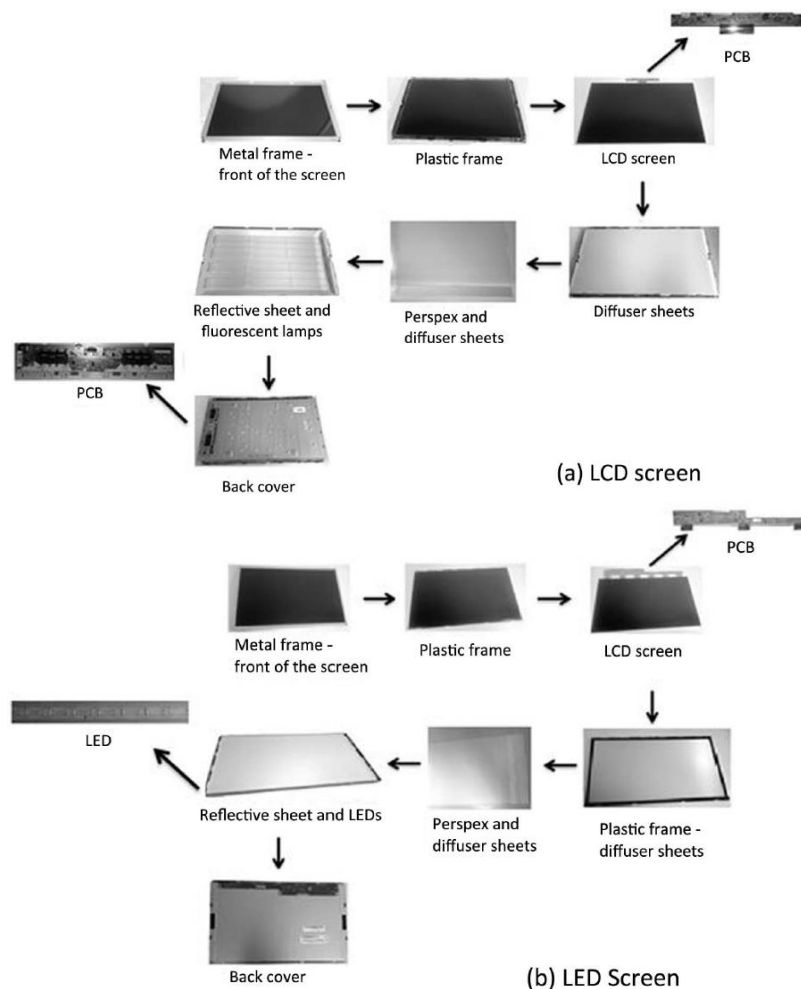 PCB
Metal frame -
front of the screen
Plastic frame
LCD screen
Reflective sheet and
fluorescent lamps
Perspex and
diffuser sheets
Diffuser sheets
PCB
Back cover
(a) LCD screen
PCB
Metal frame -
front of the screen
Plastic frame
LCD screen
LED
Reflective sheet and LEDs
Perspex and
diffuser sheets
Plastic frame -
diffuser sheets
Back cover
(b) LED Screen